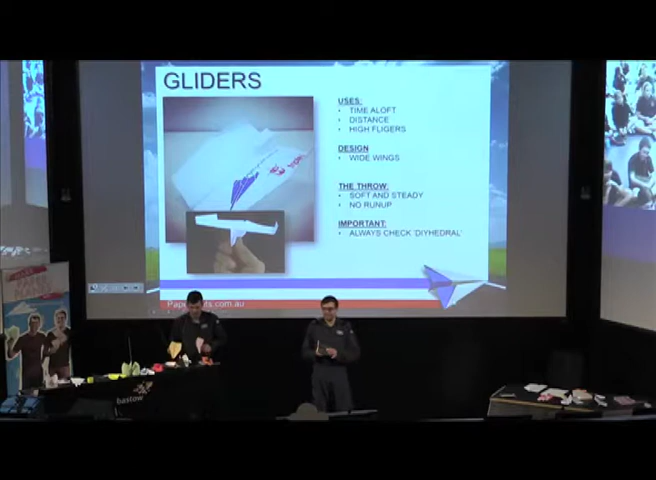 GLIDERS
USES:
• TIME ALOFT
• DISTANCE
• HIGH FLIGERS
DESIGN
• WIDE WINGS
THE THROW:
• SOFT AND STEADY
• NO RUNUP
IMPORTANT:
• ALWAYS CHECK 'DIYHEDRAL'
bastow